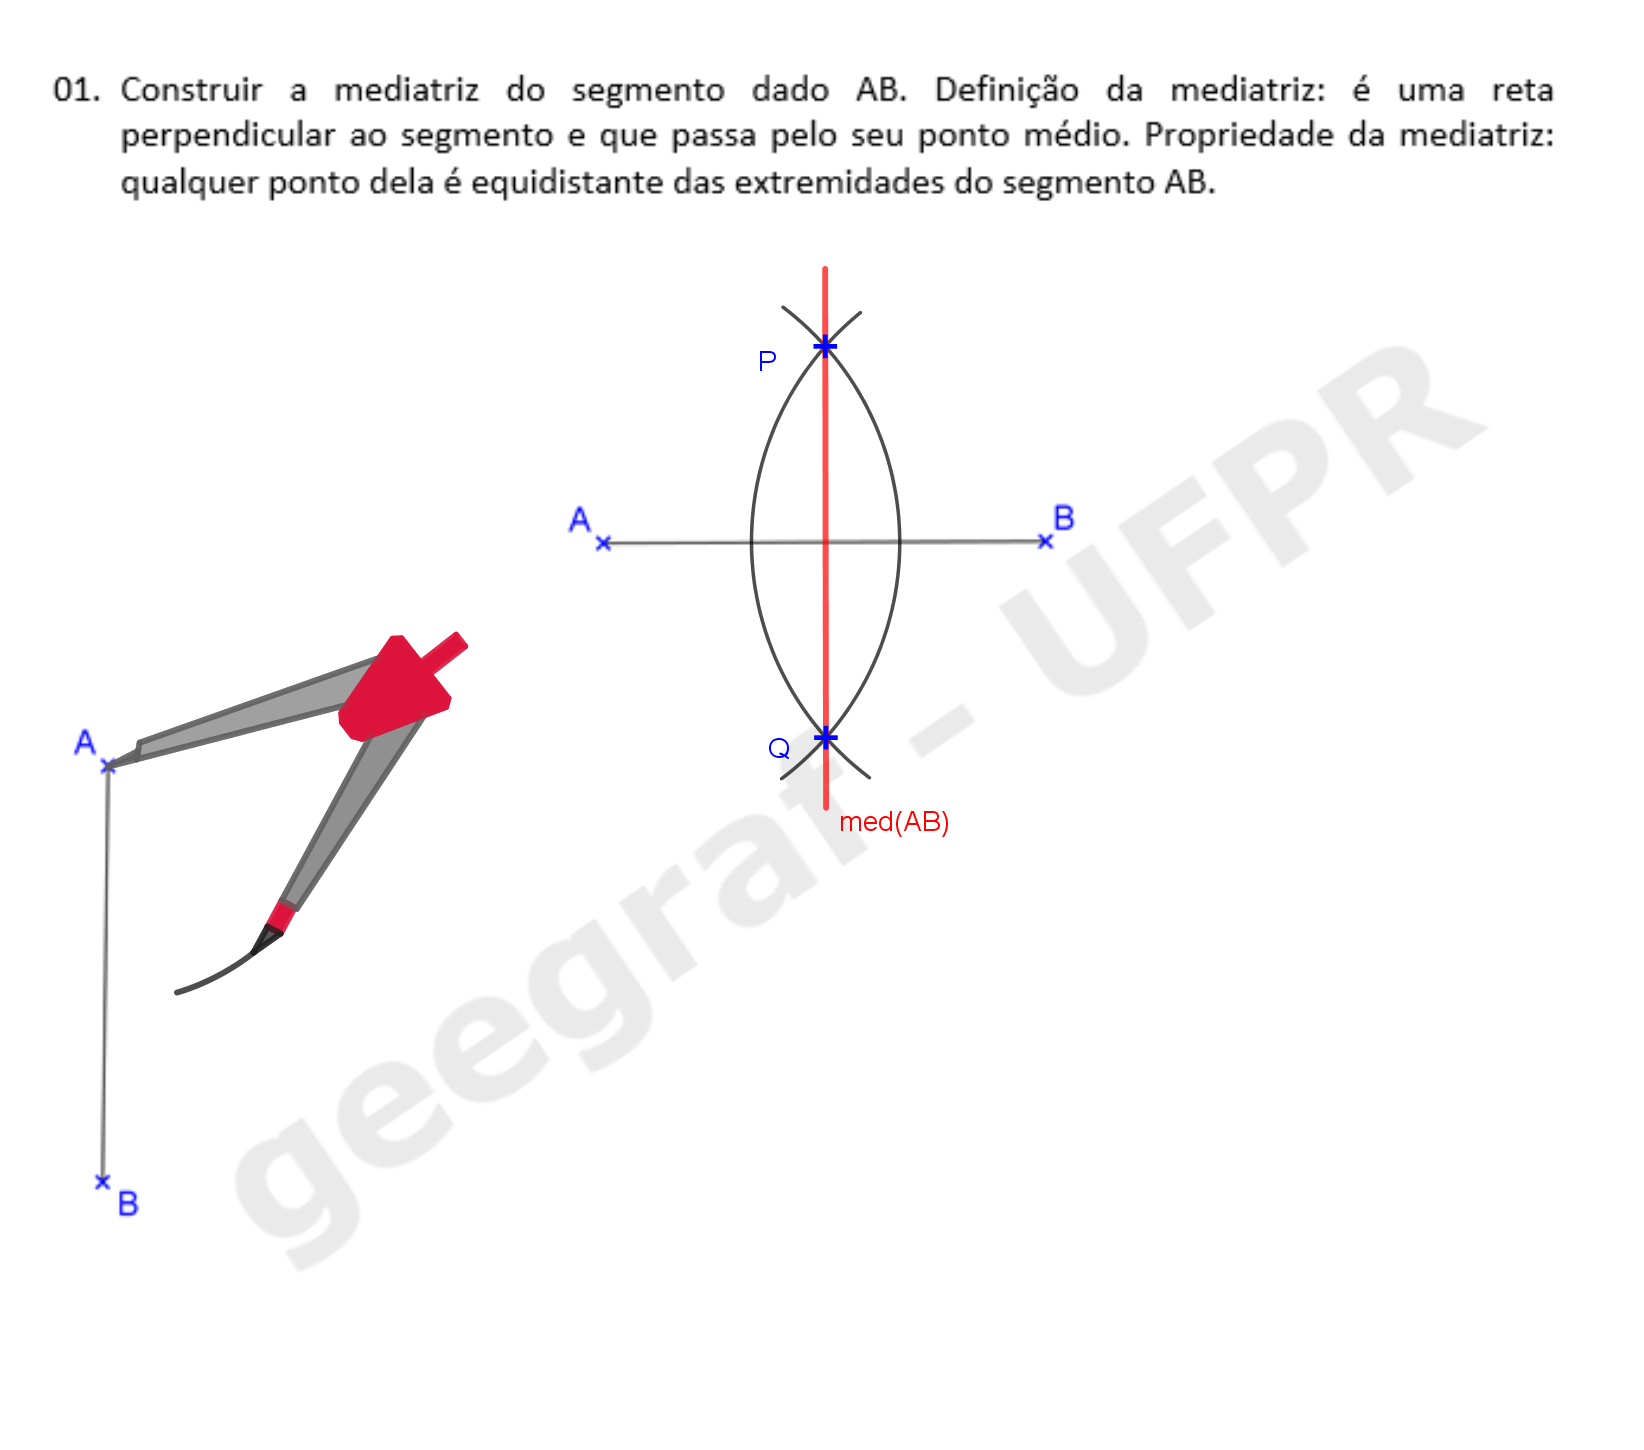 01. Construir a mediatriz do segmento dado AB. Definição da mediatriz: é uma reta
perpendicular ao segmento e que passa pelo seu ponto médio. Propriedade da mediatriz:
qualquer ponto dela é equidistante das extremidades do segmento AB.
P
A
B
Q
med(AB)
A
B
geegraf - UFPR